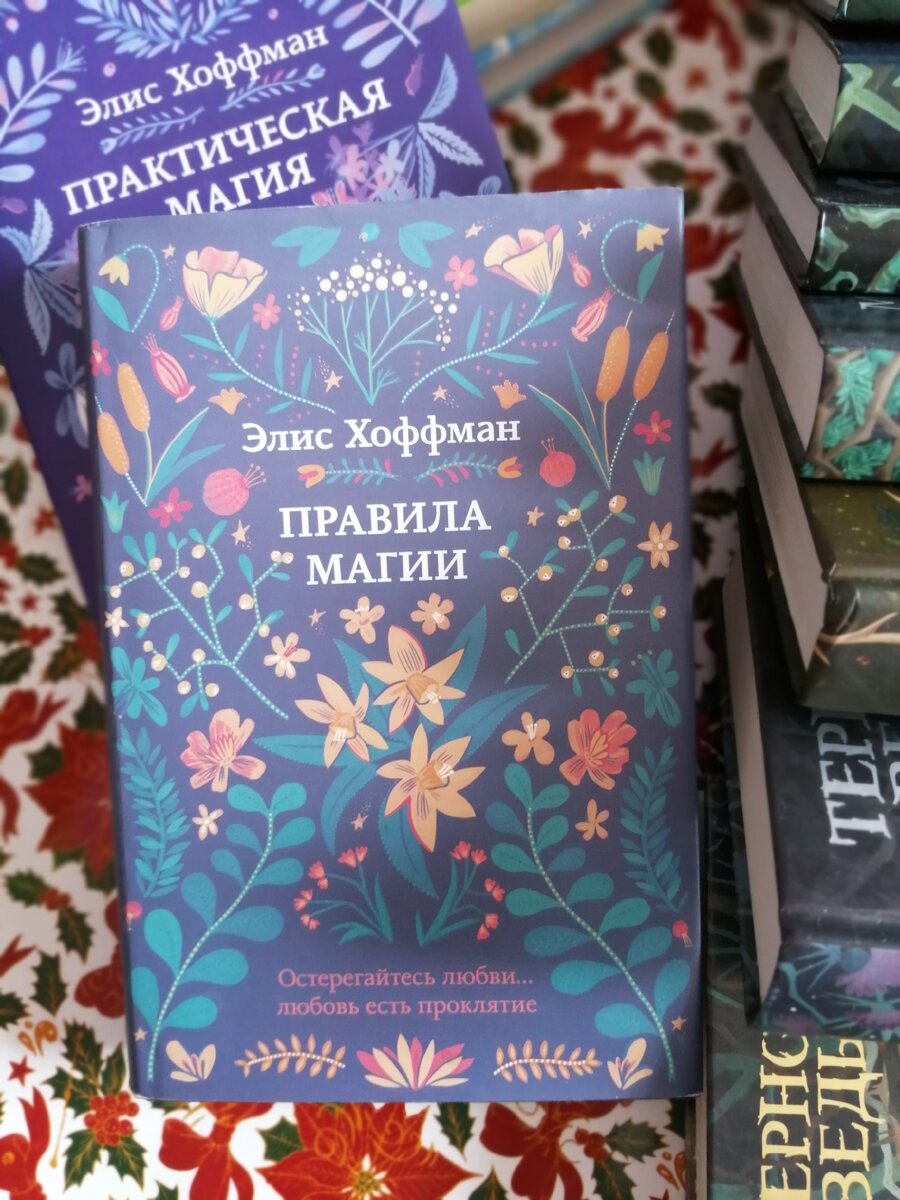 Элис Хоффман
ПРАКТИЧЕСКАЯ
МАГИЯ
Элис Хоффман
ПРАВИЛА
МАГИИ
Остерегайтесь любви...
любовь есть проклятие